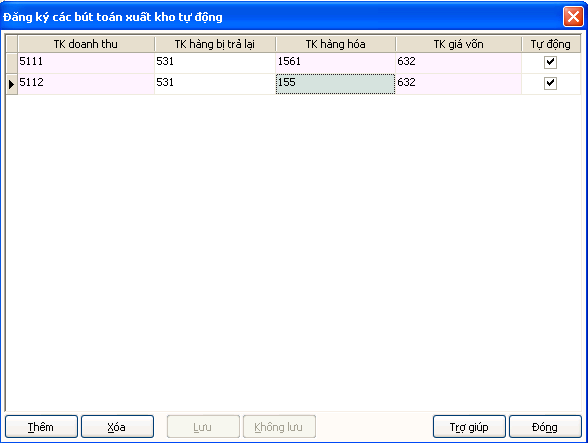 Đăng ký các bút toán xuất kho tự động
TK doanh thu TK hàng bị trả lại TK hàng hóa TK giá vốn Tự động
5111 531 1561 632
5112 531 155 632
Thêm Xóa Lưu Không lưu Trợ giúp Đóng